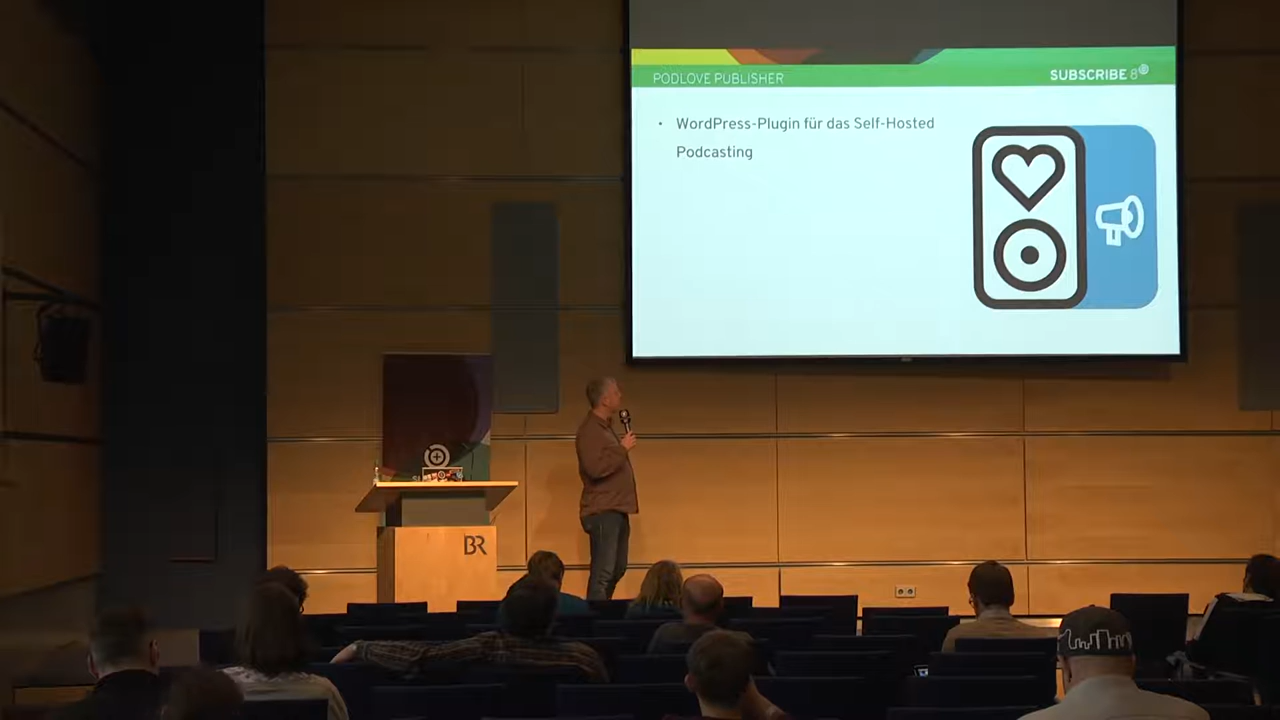 PODLOVE PUBLISHER
SUBSCRIBE 8
• WordPress-Plugin für das Self-Hosted
Podcasting
BR